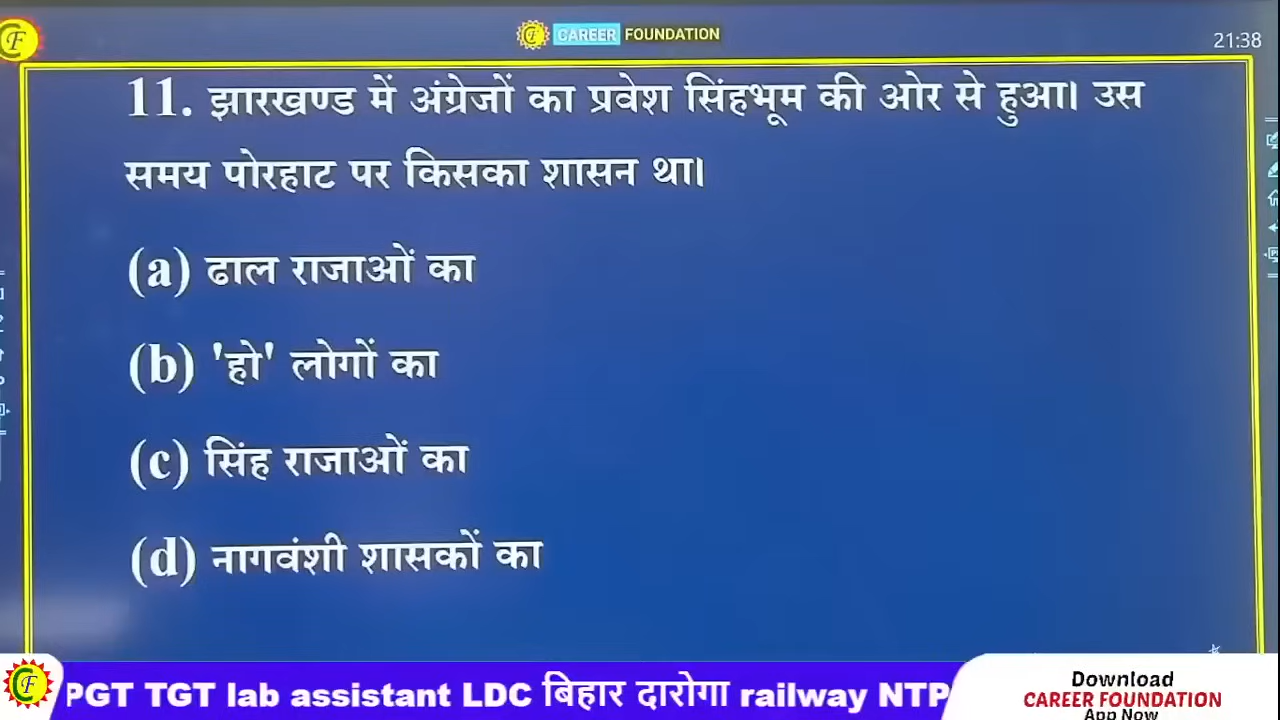 CAREER FOUNDATION
21:38
11. झारखण्ड में अंग्रेजों का प्रवेश सिंहभूम की ओर से हुआ। उस
समय पोरहाट पर किसका शासन था।
(a) ढाल राजाओं का
(b) 'हो' लोगों का
(c) सिंह राजाओं का
(d) नागवंशी शासकों का
PGT TGT lab assistant LDC बिहार दारोगा railway NTP
Download
CAREER FOUNDATION
App Now